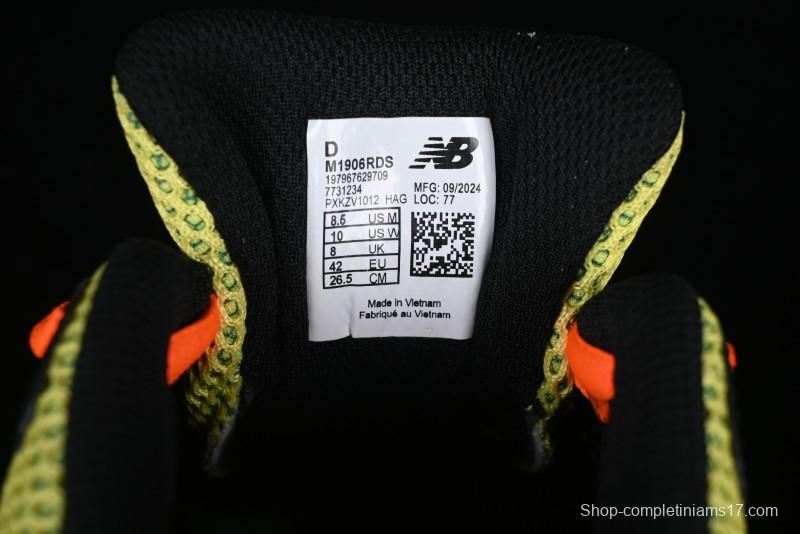 D
M1906RDS
197967629709
7731234
PXKZV1012 HAG
8.5 US M
10 US W
8 UK
42 EU
26.5 CM
NB
MFG: 09/2024
LOC: 77
Made in Vietnam
Fabriqué au Vietnam
Shop-completiniams17.com